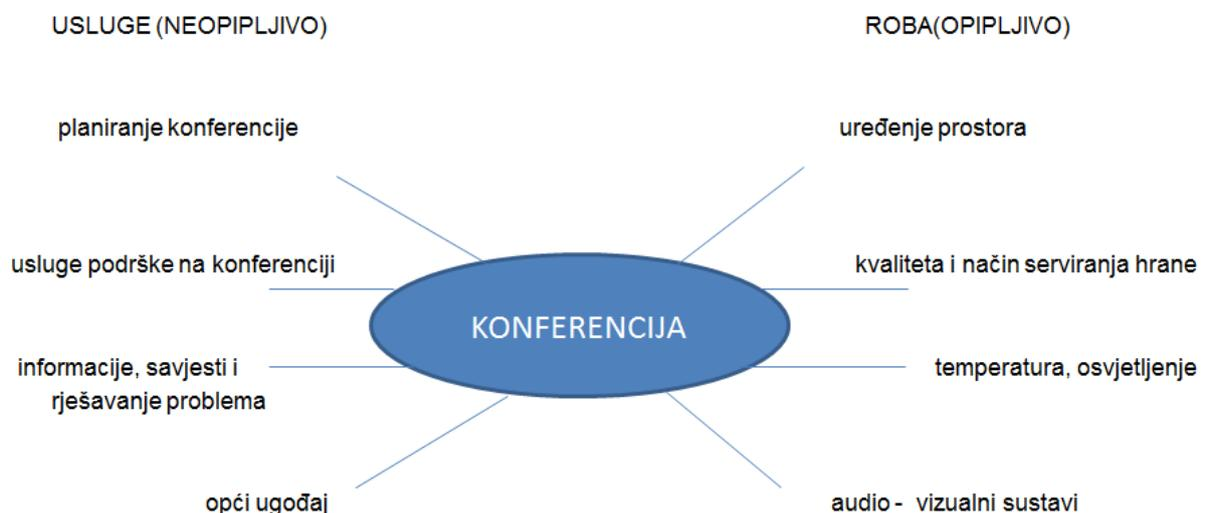 USLUGE (NEOPIPLJIVO)
ROBA(OPIPLJIVO)
planiranje konferencije
uređenje prostora
usluge podrške na konferenciji
kvaliteta i način serviranja hrane
KONFERENCIJA
informacije, savjesti i
rješavanje problema
temperatura, osvjetljenje
opći ugođaj
audio - vizualni sustavi